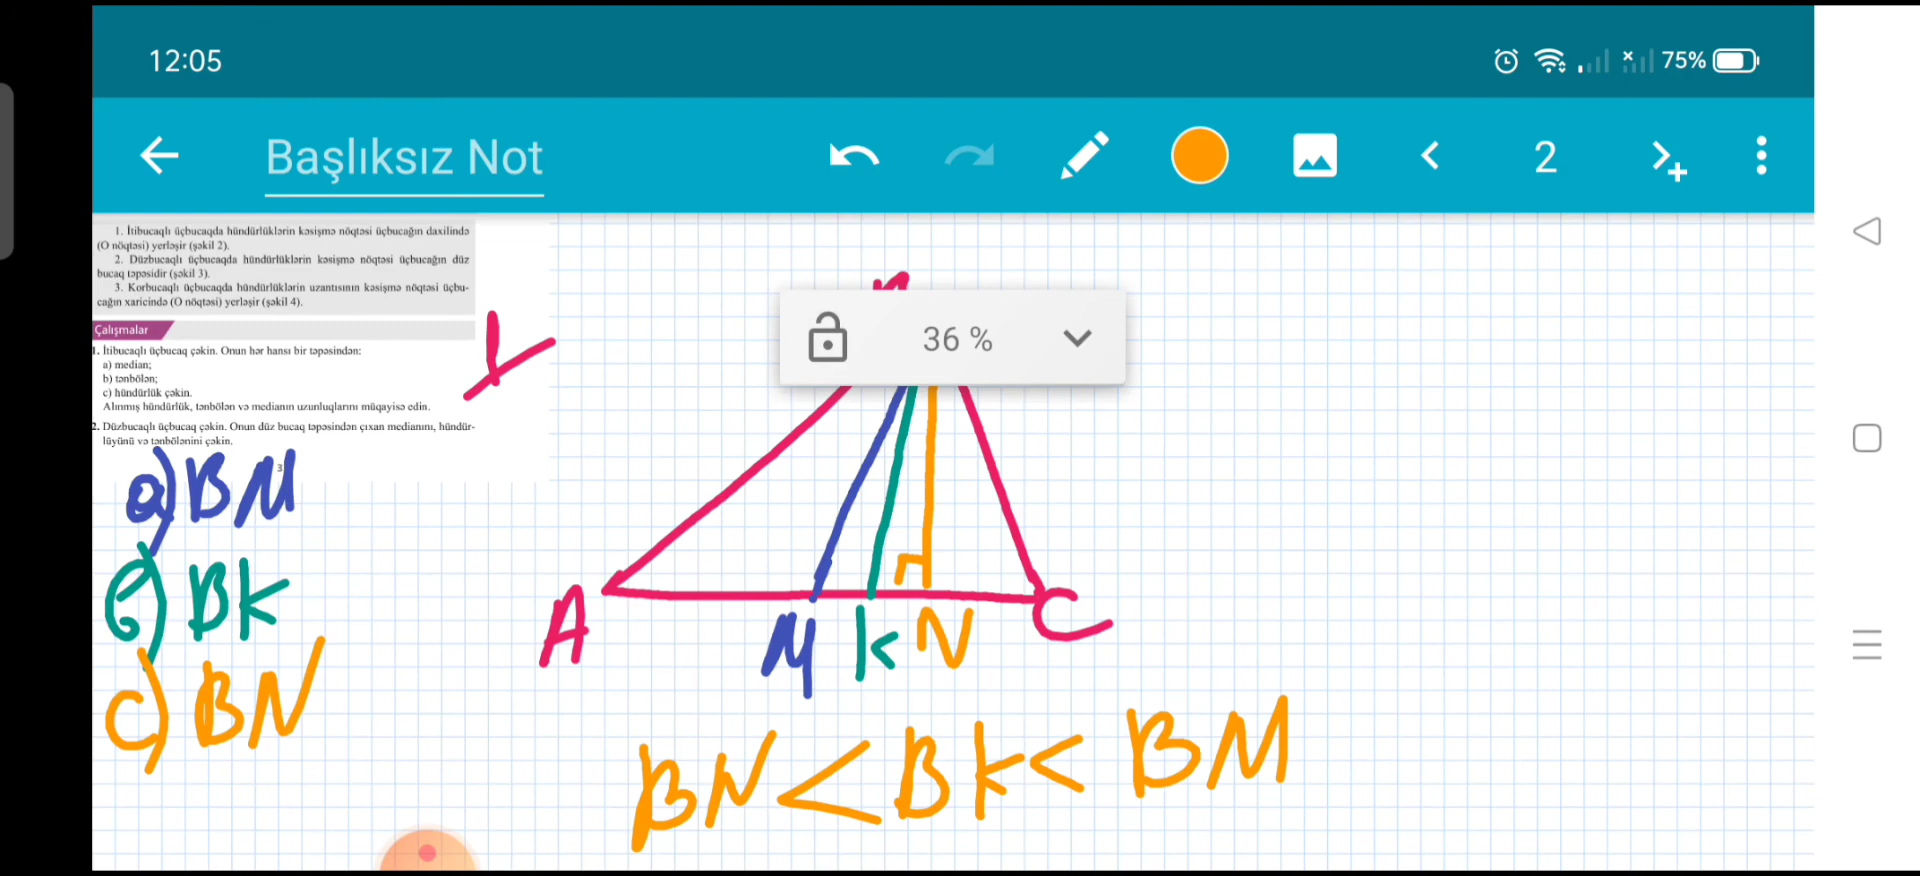 12:05
75%
Başlıksız Not
2
1. İtibucaqlı üçbucaqda hündürlüklərin kəsişmə nöqtəsi üçbucağın daxilində
(O nöqtəsi) yerləşir (şəkil 2).
2. Düzbucaqlı üçbucaqda hündürlüklərin kəsişmə nöqtəsi üçbucağın düz
bucaq təpəsidir (şəkil 3).
3. Korbucaqlı üçbucaqda hündürlüklərin uzantısının kəsişmə nöqtəsi üçbu-
cağın xaricində (O nöqtəsi) yerləşir (şəkil 4).
Çalışmalar
1. İtibucaqlı üçbucaq çəkin. Onun hər hansı bir təpəsindən:
a) median;
b) tənbölən;
c) hündürlük çəkin.
Alınmış hündürlük, tənbölən və medianın uzunluqlarını müqayisə edin.
2. Düzbucaqlı üçbucaq çəkin. Onun düz bucaq təpəsindən çıxan medianını, hündür-
lüyünü və tənbölənini çəkin.
3
36 %
a) BM
b) BK
c) BN
A M K N C
BN < BK < BM